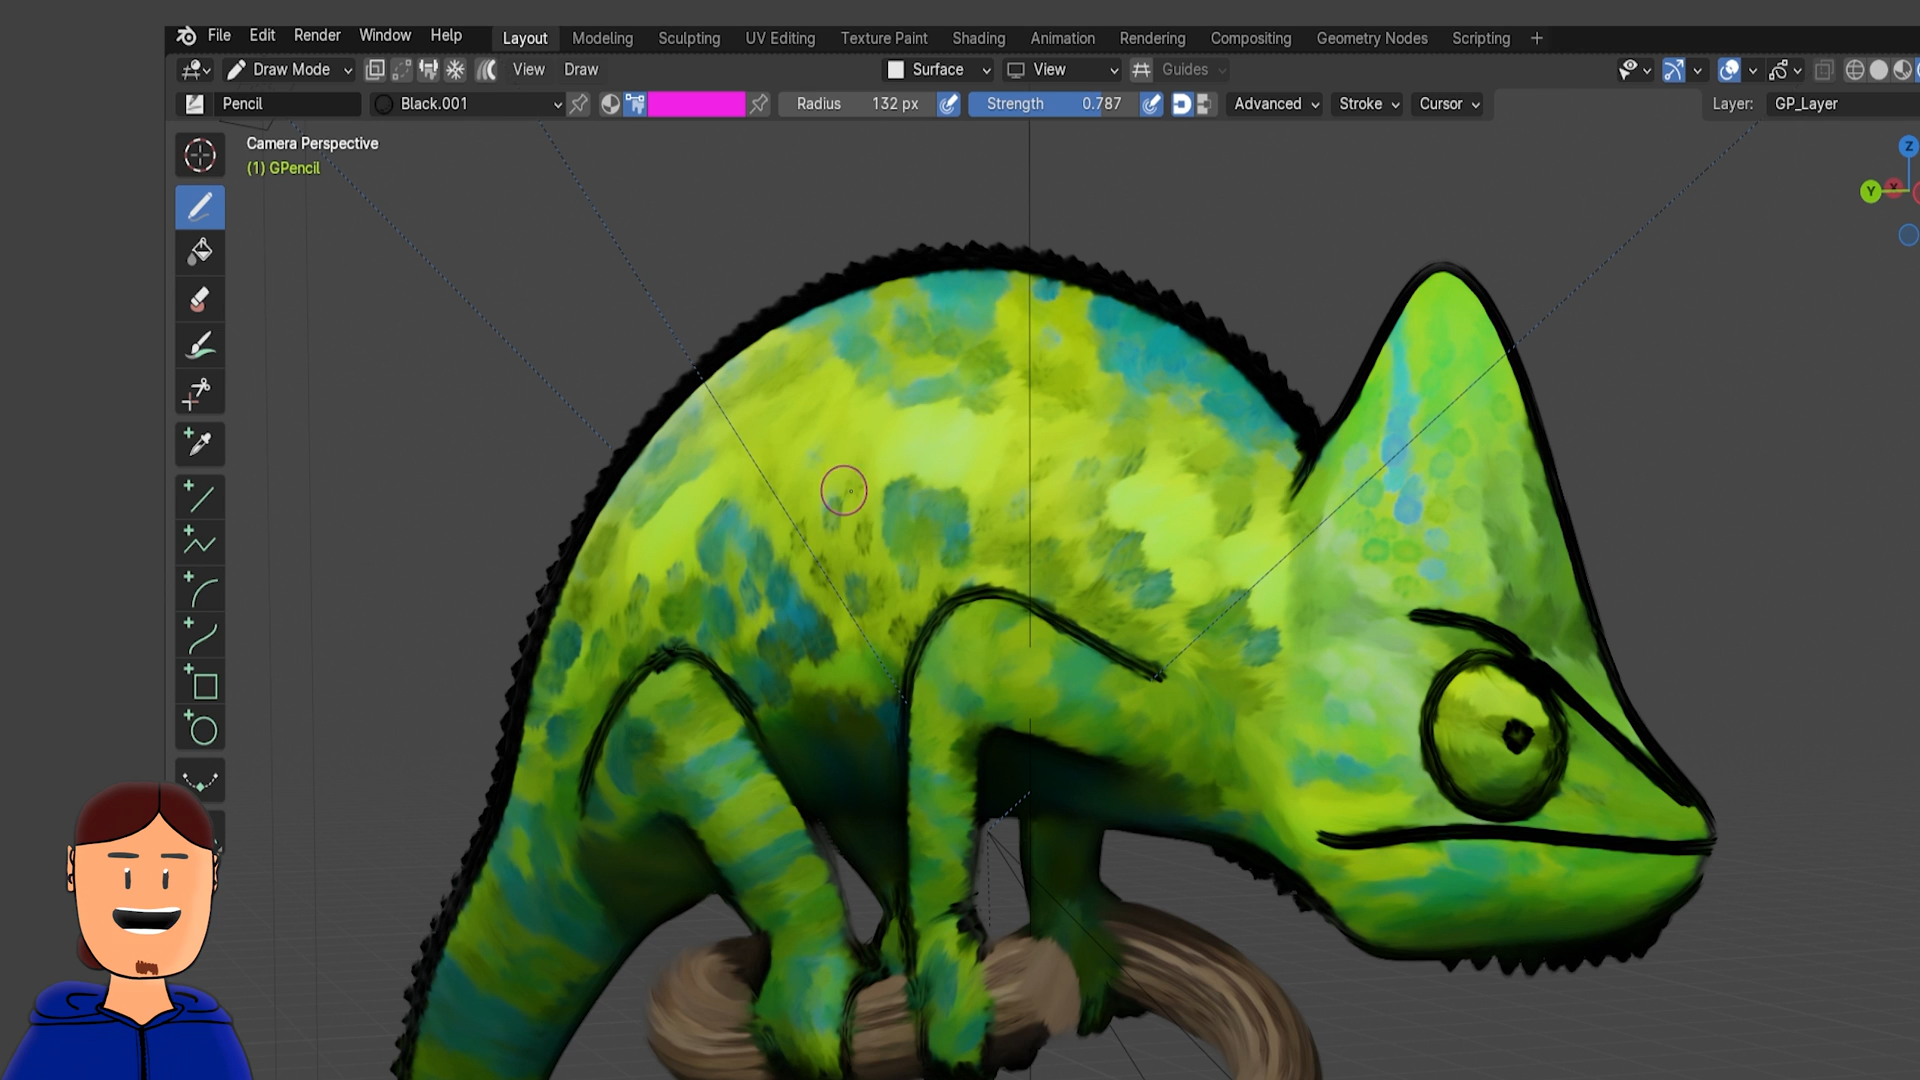 File Edit Render Window Help Layout Modeling Sculpting UV Editing Texture Paint Shading Animation Rendering Compositing Geometry Nodes Scripting +
Draw Mode View Draw Surface View Guides
Pencil Black.001 Radius 132 px Strength 0.787 Advanced Stroke Cursor Layer: GP_Layer
Camera Perspective
(1) GPencil
Z
Y X